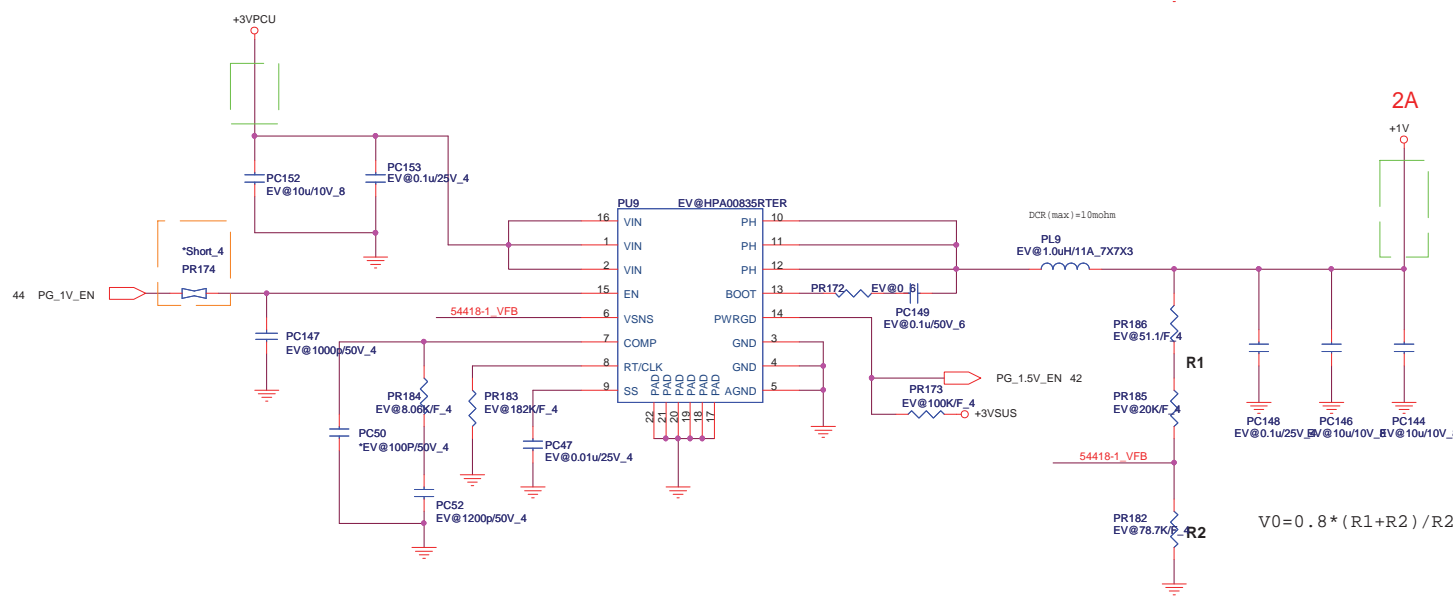 +3VPCU
2A
+1V
PC152
EV@10u/10V_8
PC153
EV@0.1u/25V_4
PU9
EV@HPA00835RTER
16 VIN
1 VIN
2 VIN
15 EN
6 VSNS
7 COMP
8 RT/CLK
9 SS
PH 10
PH 11
PH 12
BOOT 13
PWRGD 14
GND 3
GND 4
AGND 5
PAD PAD PAD PAD PAD PAD
22 21 20 19 18 17
DCR(max)=10mohm
PL9
EV@1.0uH/11A_7X7X3
*Short_4
PR174
44 PG_1V_EN
PC147
EV@1000p/50V_4
54418-1_VFB
PR172 EV@0_6
PC149
EV@0.1u/50V_6
PR186
EV@51.1/F_4
R1
PR185
EV@20K/F_4
PG_1.5V_EN 42
PR173
EV@100K/F_4
+3VSUS
PR184
EV@8.06K/F_4
PR183
EV@182K/F_4
PC50
*EV@100P/50V_4
PC47
EV@0.01u/25V_4
PC52
EV@1200p/50V_4
PC148
EV@0.1u/25V_4
PC146
EV@10u/10V_8
PC144
EV@10u/10V_8
54418-1_VFB
PR182
EV@78.7K/F_4
R2
V0=0.8*(R1+R2)/R2